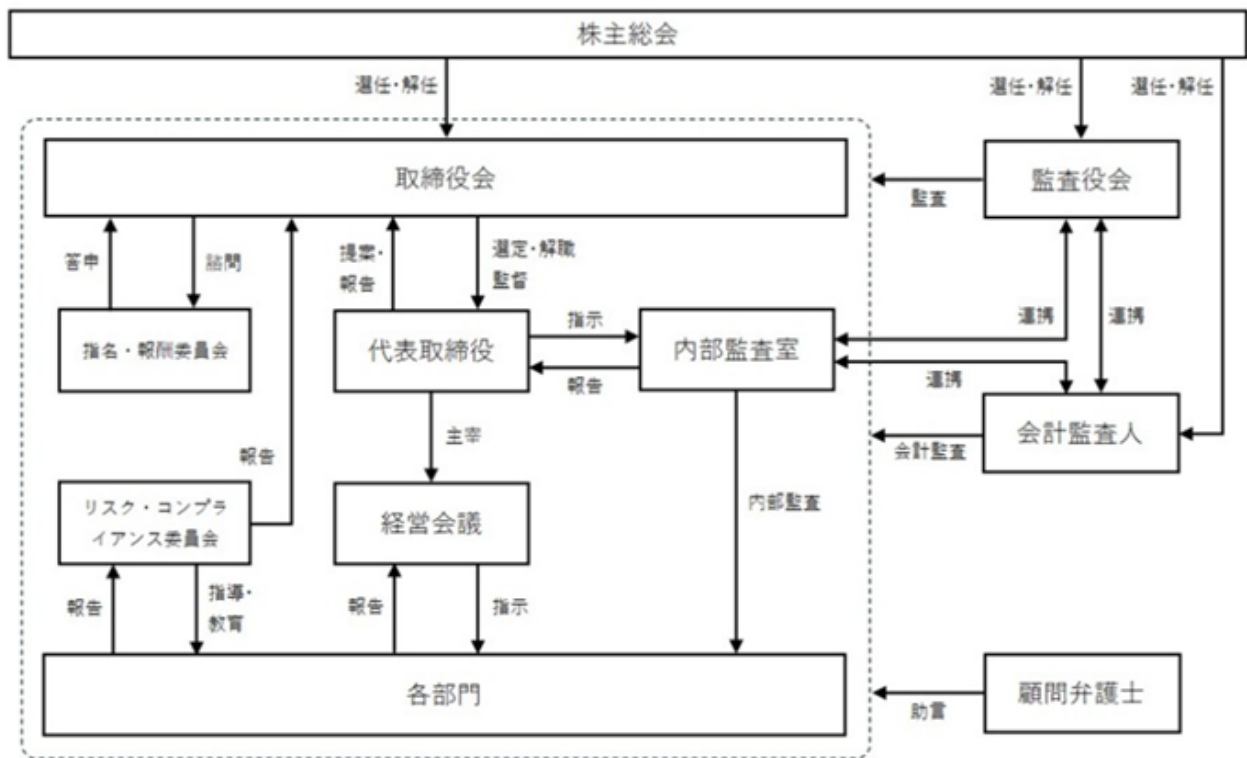 株主総会
選任・解任
選任・解任
選任・解任
取締役会
監査役会
監査
答申
諮問
提案・
報告
選定・解職
監督
指名・報酬委員会
代表取締役
指示
報告
内部監査室
連携
連携
連携
会計監査人
会計監査
報告
主宰
内部監査
リスク・コンプラ
イアンス委員会
経営会議
報告
指導・
教育
報告
指示
各部門
顧問弁護士
助言